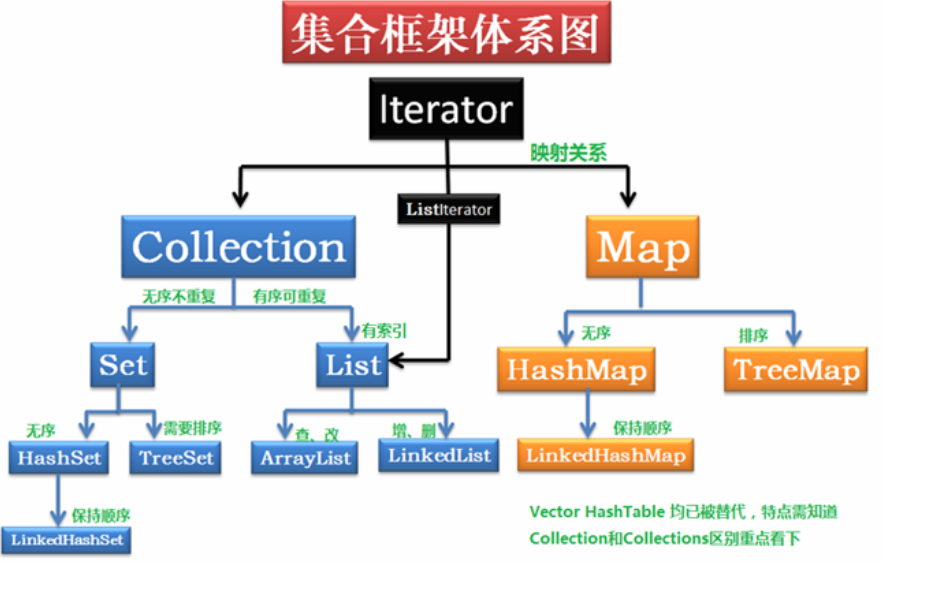 集合框架体系图
Iterator
映射关系
ListIterator
Collection
Map
无序不重复
有序可重复
有索引
无序
排序
Set
List
HashMap
TreeMap
无序
需要排序
查、改
增、删
保持顺序
HashSet
TreeSet
ArrayList
LinkedList
LinkedHashMap
保持顺序
LinkedHashSet
Vector HashTable 均已被替代，特点需知道
Collection和Collections区别重点看下